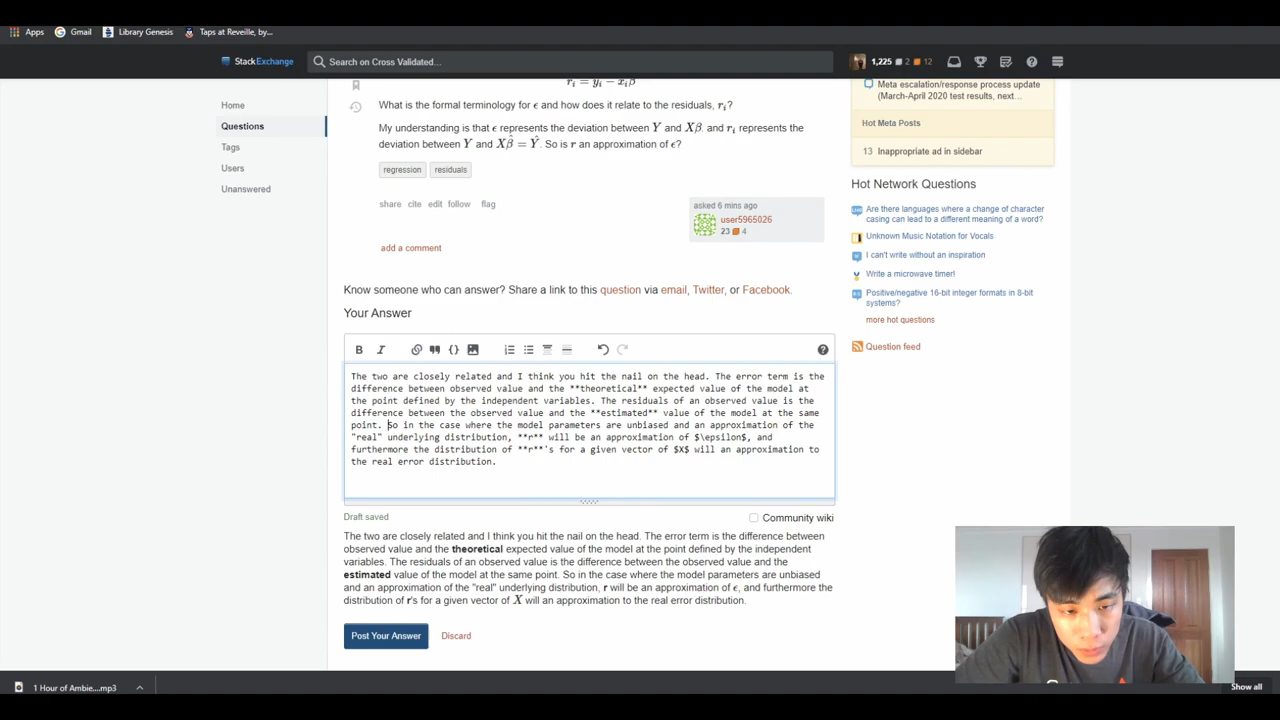 Apps Gmail Library Genesis Taps at Reveille, by...
StackExchange Search on Cross Validated... 1,225 2 12
rᵢ = yᵢ − xᵢβ̂
Home
Questions
Tags
Users
Unanswered
What is the formal terminology for ϵ and how does it relate to the residuals, rᵢ?
My understanding is that ϵ represents the deviation between Y and Xβ, and rᵢ represents the
deviation between Y and Xβ̂ = Ŷ. So is r an approximation of ϵ?
regression residuals
share cite edit follow flag
asked 6 mins ago
user5965026
23 4
add a comment
Know someone who can answer? Share a link to this question via email, Twitter, or Facebook.
Your Answer
B I
The two are closely related and I think you hit the nail on the head. The error term is the
difference between observed value and the **theoretical** expected value of the model at
the point defined by the independent variables. The residuals of an observed value is the
difference between the observed value and the **estimated** value of the model at the same
point. So in the case where the model parameters are unbiased and an approximation of the
"real" underlying distribution, **r** will be an approximation of $\epsilon$, and
furthermore the distribution of **r**'s for a given vector of $X$ will an approximation to
the real error distribution.
Draft saved
Community wiki
The two are closely related and I think you hit the nail on the head. The error term is the difference between
observed value and the theoretical expected value of the model at the point defined by the independent
variables. The residuals of an observed value is the difference between the observed value and the
estimated value of the model at the same point. So in the case where the model parameters are unbiased
and an approximation of the "real" underlying distribution, r will be an approximation of ϵ, and furthermore the
distribution of r's for a given vector of X will an approximation to the real error distribution.
Post Your Answer Discard
Meta escalation/response process update
(March-April 2020 test results, next...
Hot Meta Posts
13 Inappropriate ad in sidebar
Hot Network Questions
Are there languages where a change of character
casing can lead to a different meaning of a word?
Unknown Music Notation for Vocals
I can't write without an inspiration
Write a microwave timer!
Positive/negative 16-bit integer formats in 8-bit
systems?
more hot questions
Question feed
1 Hour of Ambie....mp3
Show all